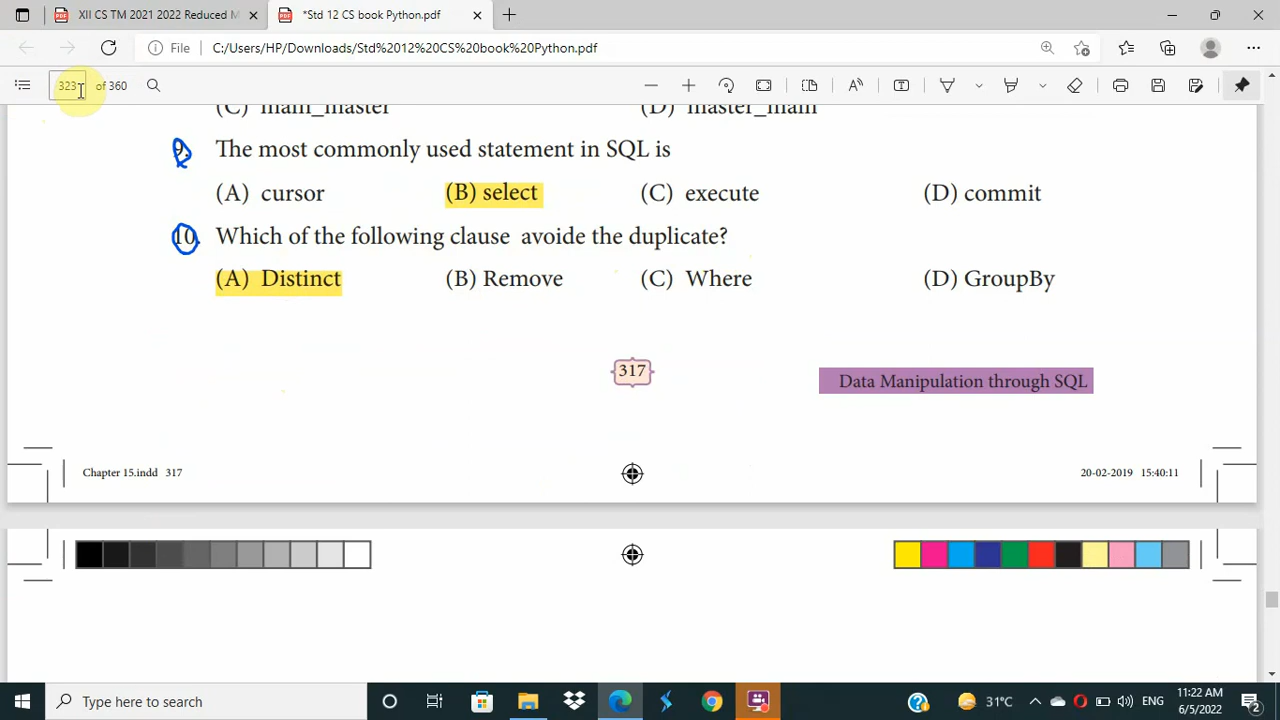 XII CS TM 2021 2022 Reduced M
*Std 12 CS book Python.pdf
File C:/Users/HP/Downloads/Std%2012%20CS%20book%20Python.pdf
323 of 360
(C) main_master (D) master_main
9. The most commonly used statement in SQL is
(A) cursor (B) select (C) execute (D) commit
10. Which of the following clause avoide the duplicate?
(A) Distinct (B) Remove (C) Where (D) GroupBy
317
Data Manipulation through SQL
Chapter 15.indd 317
20-02-2019 15:40:11
Type here to search
31°C
ENG
11:22 AM
6/5/2022
2